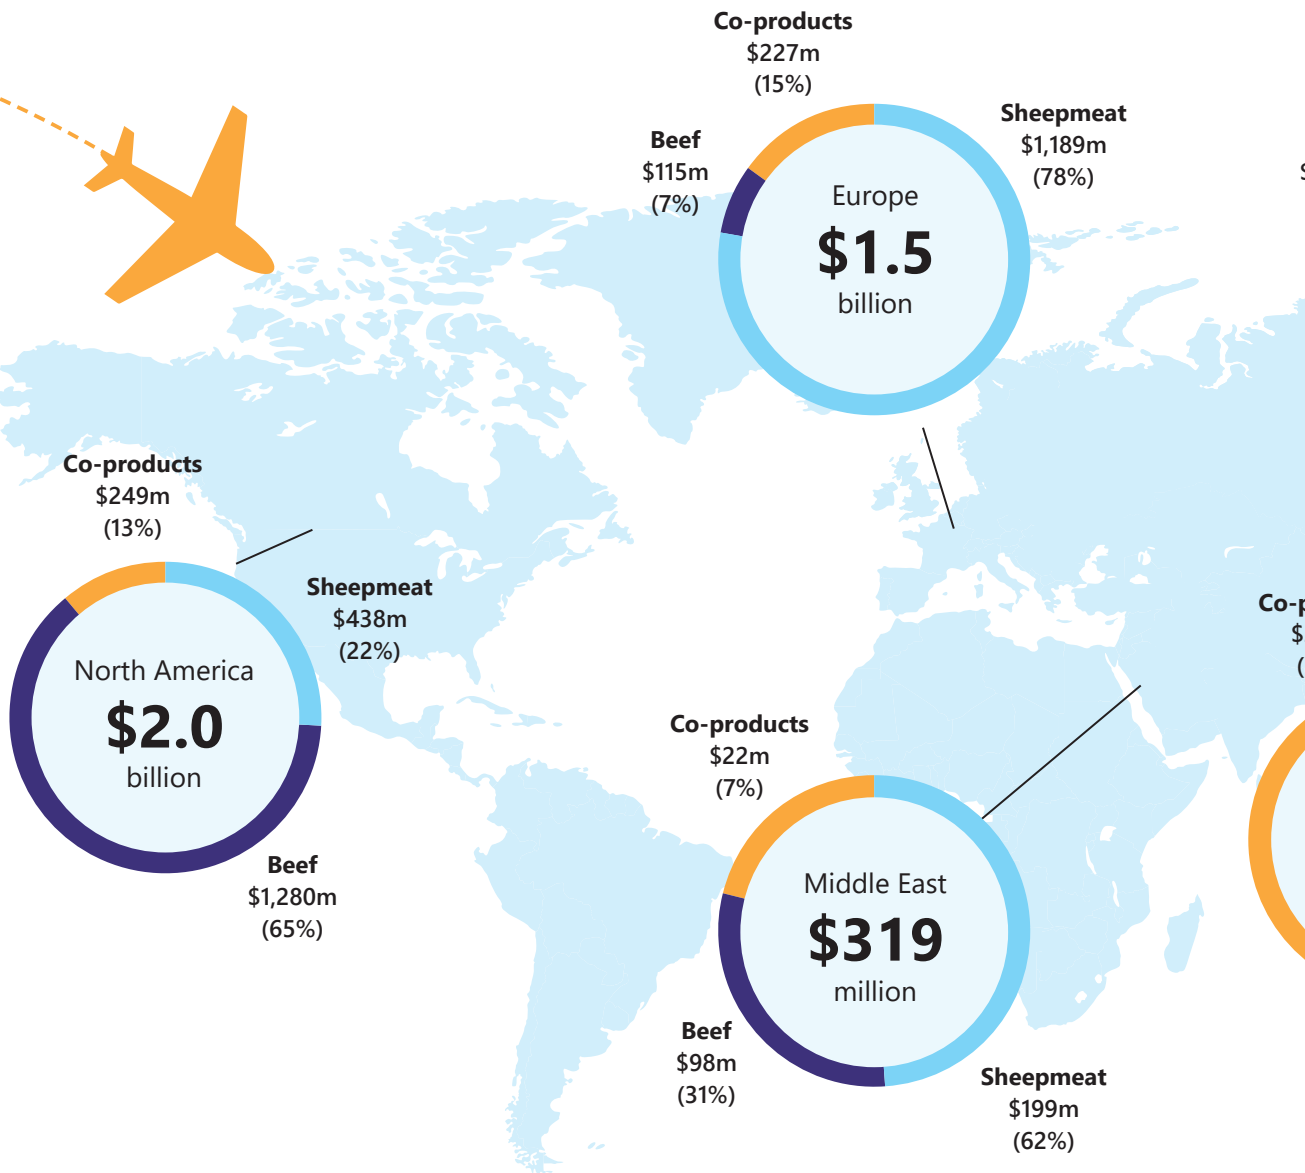 Co-products
$227m
(15%)
Sheepmeat
$1,189m
(78%)
Beef
$115m
(7%)
Europe
$1.5
billion
Co-products
$249m
(13%)
Sheepmeat
$438m
(22%)
North America
$2.0
billion
Beef
$1,280m
(65%)
Co-products
$22m
(7%)
Middle East
$319
million
Beef
$98m
(31%)
Sheepmeat
$199m
(62%)